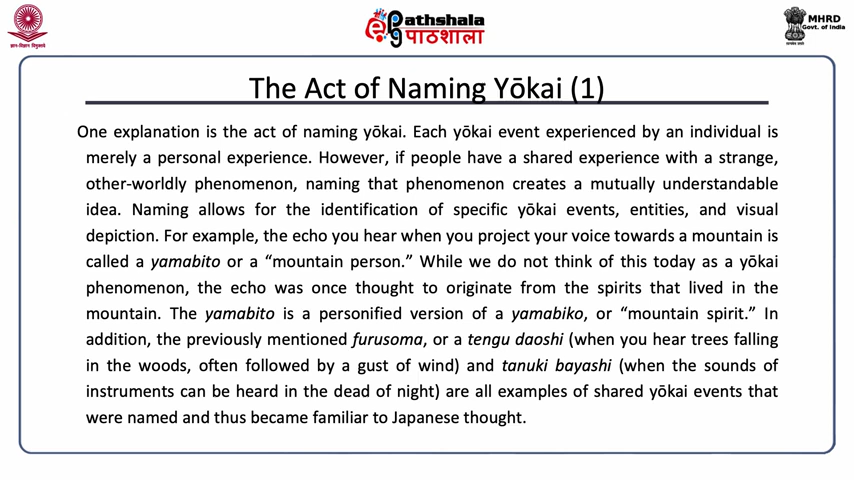 ज्ञान-विज्ञान विमुक्तये
epathshala
पाठशाला
MHRD
Govt. of India
The Act of Naming Yōkai (1)
One explanation is the act of naming yōkai. Each yōkai event experienced by an individual is
merely a personal experience. However, if people have a shared experience with a strange,
other-worldly phenomenon, naming that phenomenon creates a mutually understandable
idea. Naming allows for the identification of specific yōkai events, entities, and visual
depiction. For example, the echo you hear when you project your voice towards a mountain is
called a yamabito or a “mountain person.” While we do not think of this today as a yōkai
phenomenon, the echo was once thought to originate from the spirits that lived in the
mountain. The yamabito is a personified version of a yamabiko, or “mountain spirit.” In
addition, the previously mentioned furusoma, or a tengu daoshi (when you hear trees falling
in the woods, often followed by a gust of wind) and tanuki bayashi (when the sounds of
instruments can be heard in the dead of night) are all examples of shared yōkai events that
were named and thus became familiar to Japanese thought.